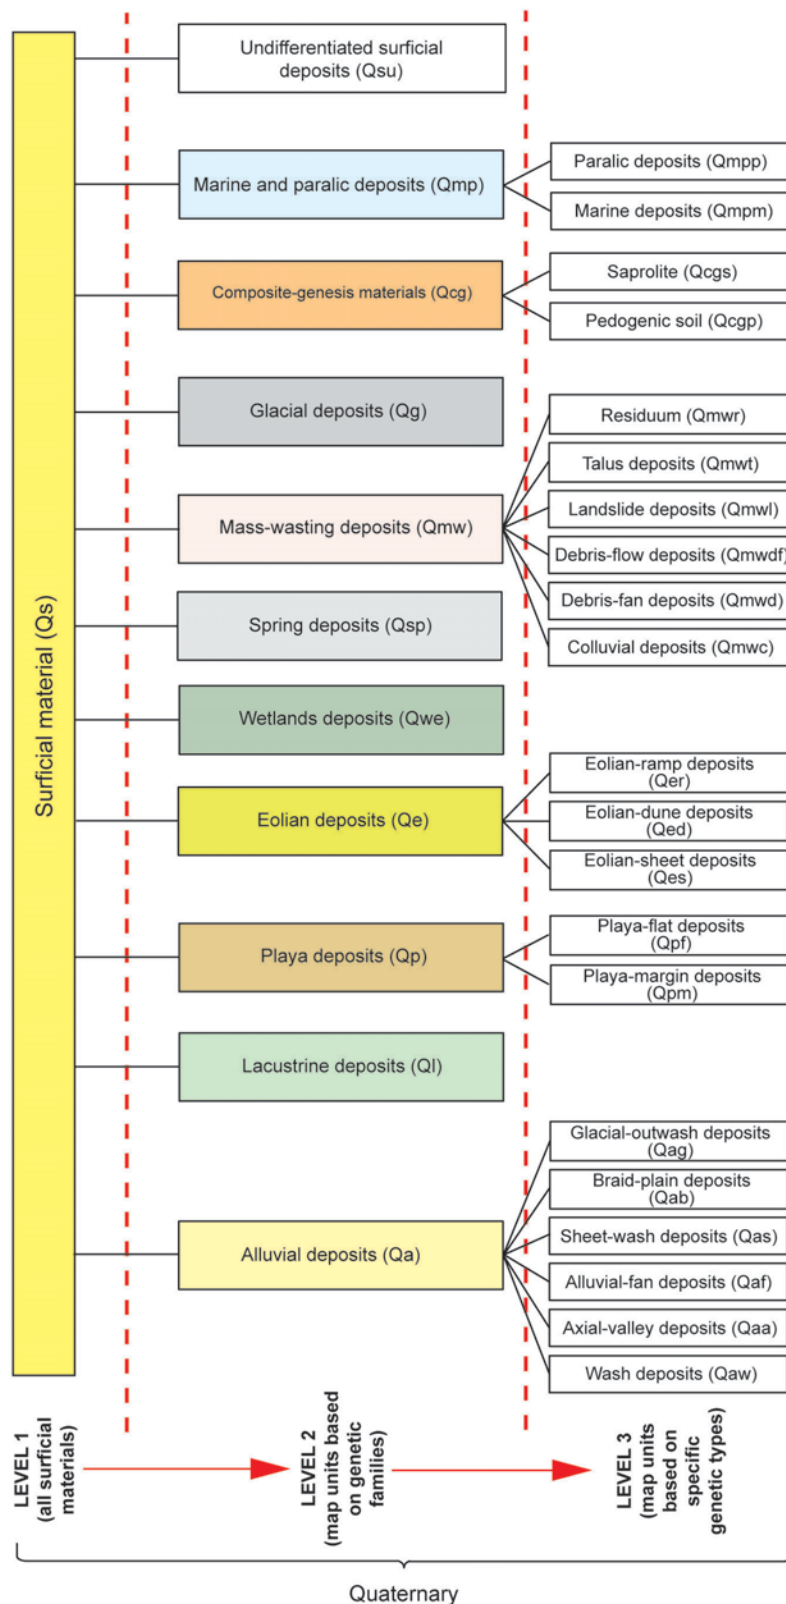 Surficial material (Qs)
Undifferentiated surficial
deposits (Qsu)
Marine and paralic deposits (Qmp)
Paralic deposits (Qmpp)
Marine deposits (Qmpm)
Composite-genesis materials (Qcg)
Saprolite (Qcgs)
Pedogenic soil (Qcgp)
Glacial deposits (Qg)
Mass-wasting deposits (Qmw)
Residuum (Qmwr)
Talus deposits (Qmwt)
Landslide deposits (Qmwl)
Debris-flow deposits (Qmwdf)
Debris-fan deposits (Qmwd)
Colluvial deposits (Qmwc)
Spring deposits (Qsp)
Wetlands deposits (Qwe)
Eolian deposits (Qe)
Eolian-ramp deposits
(Qer)
Eolian-dune deposits
(Qed)
Eolian-sheet deposits
(Qes)
Playa deposits (Qp)
Playa-flat deposits
(Qpf)
Playa-margin deposits
(Qpm)
Lacustrine deposits (Ql)
Alluvial deposits (Qa)
Glacial-outwash deposits
(Qag)
Braid-plain deposits
(Qab)
Sheet-wash deposits (Qas)
Alluvial-fan deposits (Qaf)
Axial-valley deposits (Qaa)
Wash deposits (Qaw)
LEVEL 1
(all surficial
materials)
LEVEL 2
(map units based
on genetic
families)
LEVEL 3
(map units
based on
specific
genetic types)
Quaternary